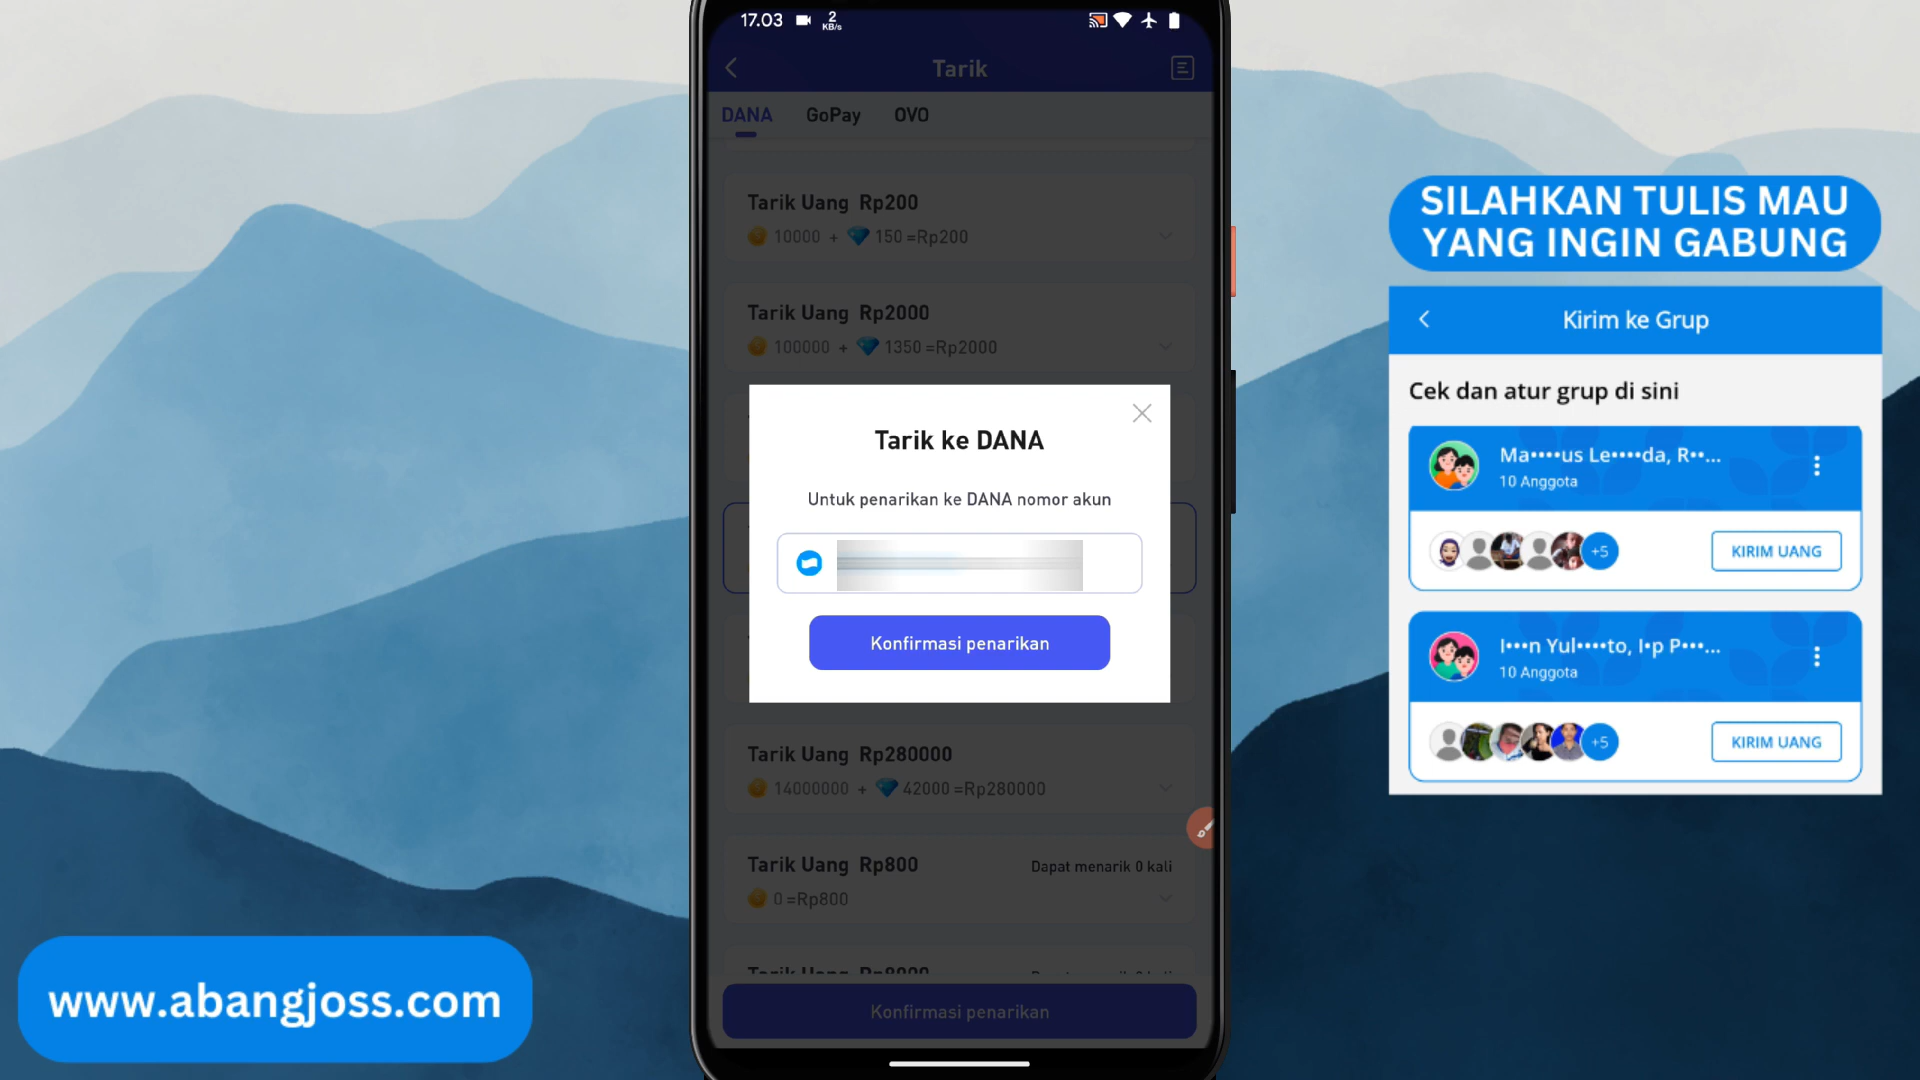 17.03
2
KB/s
Tarik
DANA
GoPay
OVO
Tarik Uang Rp200
10000 + 150 =Rp200
Tarik Uang Rp2000
100000 + 1350 =Rp2000
Tarik ke DANA
Untuk penarikan ke DANA nomor akun
Konfirmasi penarikan
Tarik Uang Rp280000
14000000 + 42000 =Rp280000
Tarik Uang Rp800
Dapat menarik 0 kali
0 =Rp800
Konfirmasi penarikan
SILAHKAN TULIS MAU
YANG INGIN GABUNG
Kirim ke Grup
Cek dan atur grup di sini
Ma••••us Le••••da, R••...
10 Anggota
+5
KIRIM UANG
I•••n Yul••••to, I•p P•••...
10 Anggota
+5
KIRIM UANG
www.abangjoss.com